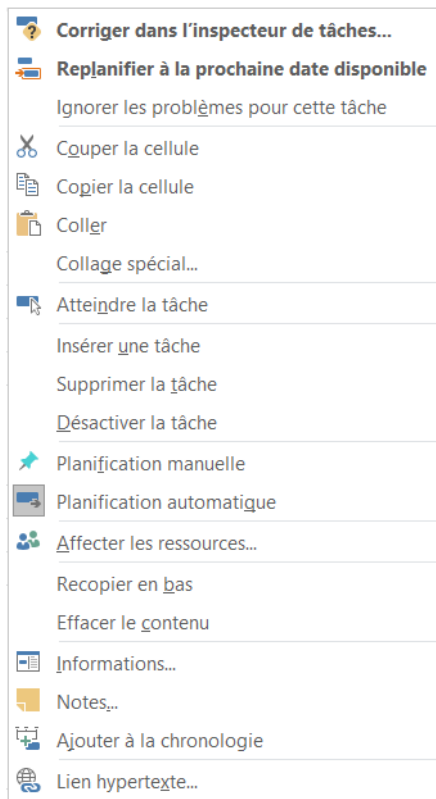 Corriger dans l'inspecteur de tâches...
Replanifier à la prochaine date disponible
Ignorer les problèmes pour cette tâche
Couper la cellule
Copier la cellule
Coller
Collage spécial...
Atteindre la tâche
Insérer une tâche
Supprimer la tâche
Désactiver la tâche
Planification manuelle
Planification automatique
Affecter les ressources...
Recopier en bas
Effacer le contenu
Informations...
Notes...
Ajouter à la chronologie
Lien hypertexte...